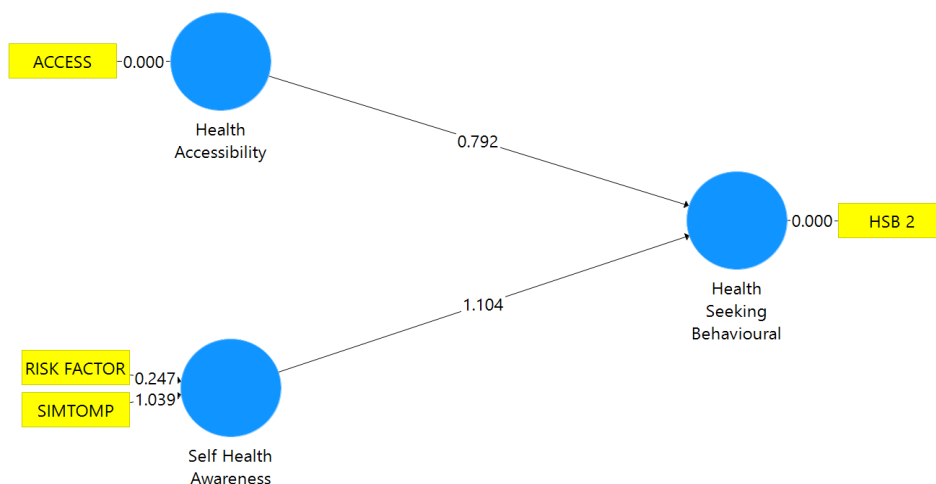 ACCESS
0.000
Health
Accessibility
0.792
0.000
HSB 2
Health
Seeking
Behavioural
1.104
RISK FACTOR
0.247
SIMTOMP
1.039
Self Health
Awareness